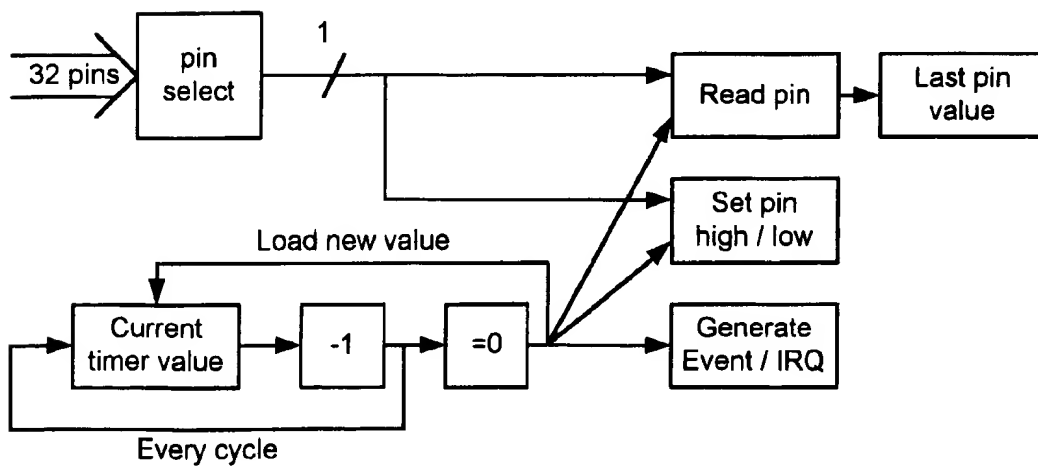 1
32 pins
pin
select
Read pin
Last pin
value
Set pin
high / low
Load new value
Current
timer value
-1
=0
Generate
Event / IRQ
Every cycle